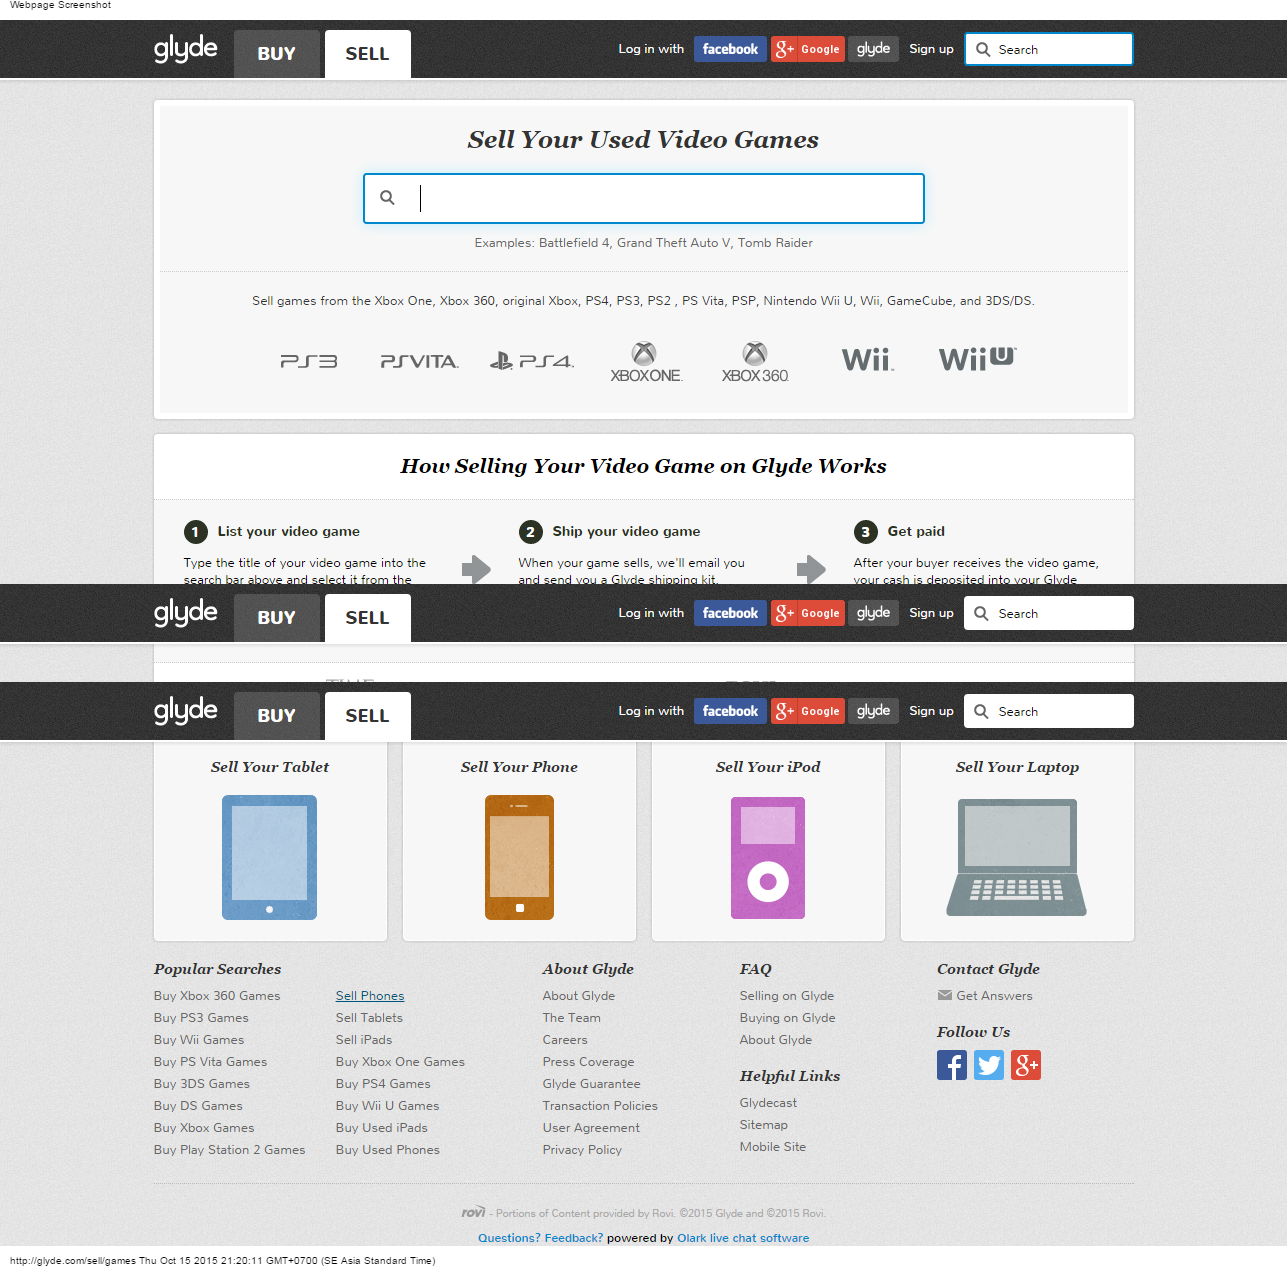 Webpage Screenshot
glyde BUY SELL Log in with facebook g+ Google glyde Sign up Search
Sell Your Used Video Games
Examples: Battlefield 4, Grand Theft Auto V, Tomb Raider
Sell games from the Xbox One, Xbox 360, original Xbox, PS4, PS3, PS2 , PS Vita, PSP, Nintendo Wii U, Wii, GameCube, and 3DS/DS.
PS3 PSVITA PS4 XBOX ONE XBOX 360 Wii WiiU
How Selling Your Video Game on Glyde Works
1 List your video game
Type the title of your video game into the
search bar above and select it from the
2 Ship your video game
When your game sells, we'll email you
and send you a Glyde shipping kit.
3 Get paid
After your buyer receives the video game,
your cash is deposited into your Glyde
glyde BUY SELL Log in with facebook g+ Google glyde Sign up Search
glyde BUY SELL Log in with facebook g+ Google glyde Sign up Search
Sell Your Tablet
Sell Your Phone
Sell Your iPod
Sell Your Laptop
Popular Searches
Buy Xbox 360 Games
Buy PS3 Games
Buy Wii Games
Buy PS Vita Games
Buy 3DS Games
Buy DS Games
Buy Xbox Games
Buy Play Station 2 Games
Sell Phones
Sell Tablets
Sell iPads
Buy Xbox One Games
Buy PS4 Games
Buy Wii U Games
Buy Used iPads
Buy Used Phones
About Glyde
About Glyde
The Team
Careers
Press Coverage
Glyde Guarantee
Transaction Policies
User Agreement
Privacy Policy
FAQ
Selling on Glyde
Buying on Glyde
About Glyde
Helpful Links
Glydecast
Sitemap
Mobile Site
Contact Glyde
Get Answers
Follow Us
f g+
rovi - Portions of Content provided by Rovi. ©2015 Glyde and ©2015 Rovi.
Questions? Feedback? powered by Olark live chat software
http://glyde.com/sell/games Thu Oct 15 2015 21:20:11 GMT+0700 (SE Asia Standard Time)